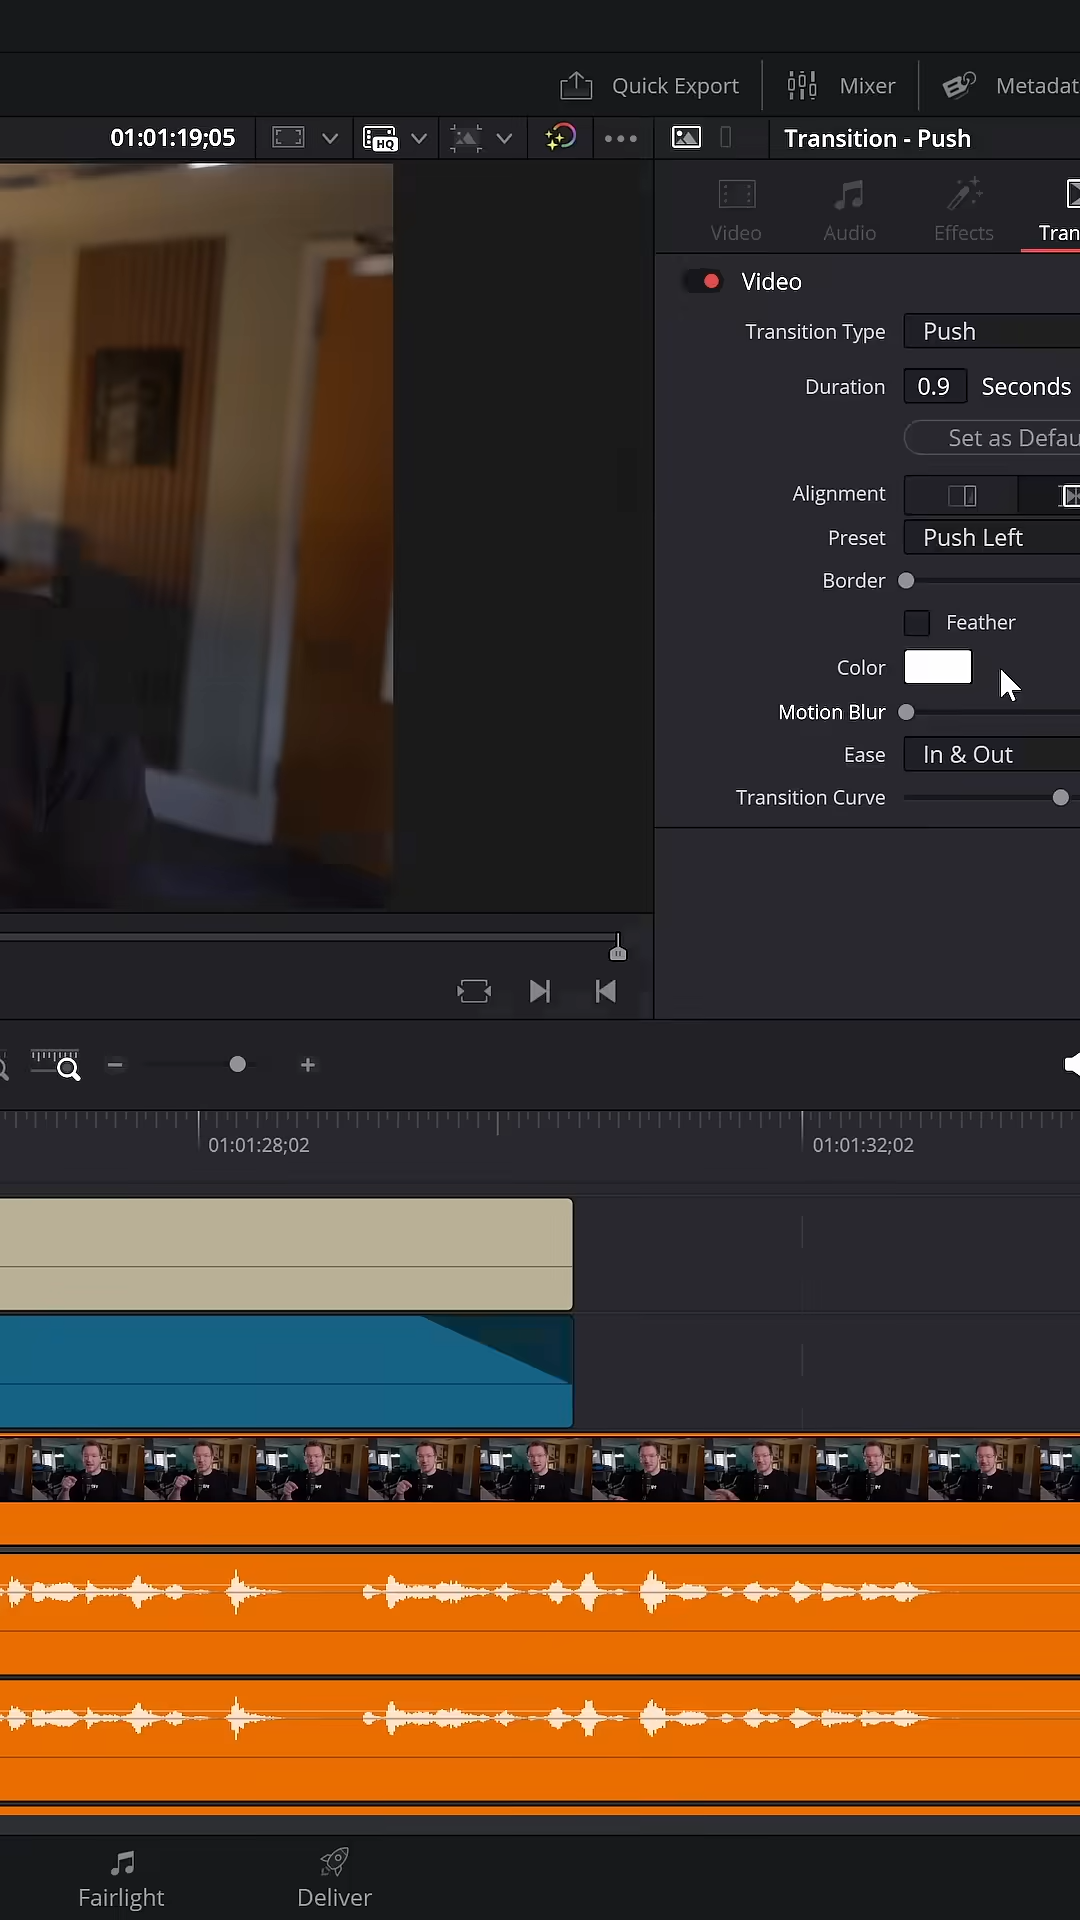 Quick Export
Mixer
Metadat
01:01:19;05
HQ
Transition - Push
Video
Audio
Effects
Tran
Video
Transition Type
Push
Duration
0.9
Seconds
Set as Defau
Alignment
Preset
Push Left
Border
Feather
Color
Motion Blur
Ease
In & Out
Transition Curve
01:01:28;02
01:01:32;02
Fairlight
Deliver